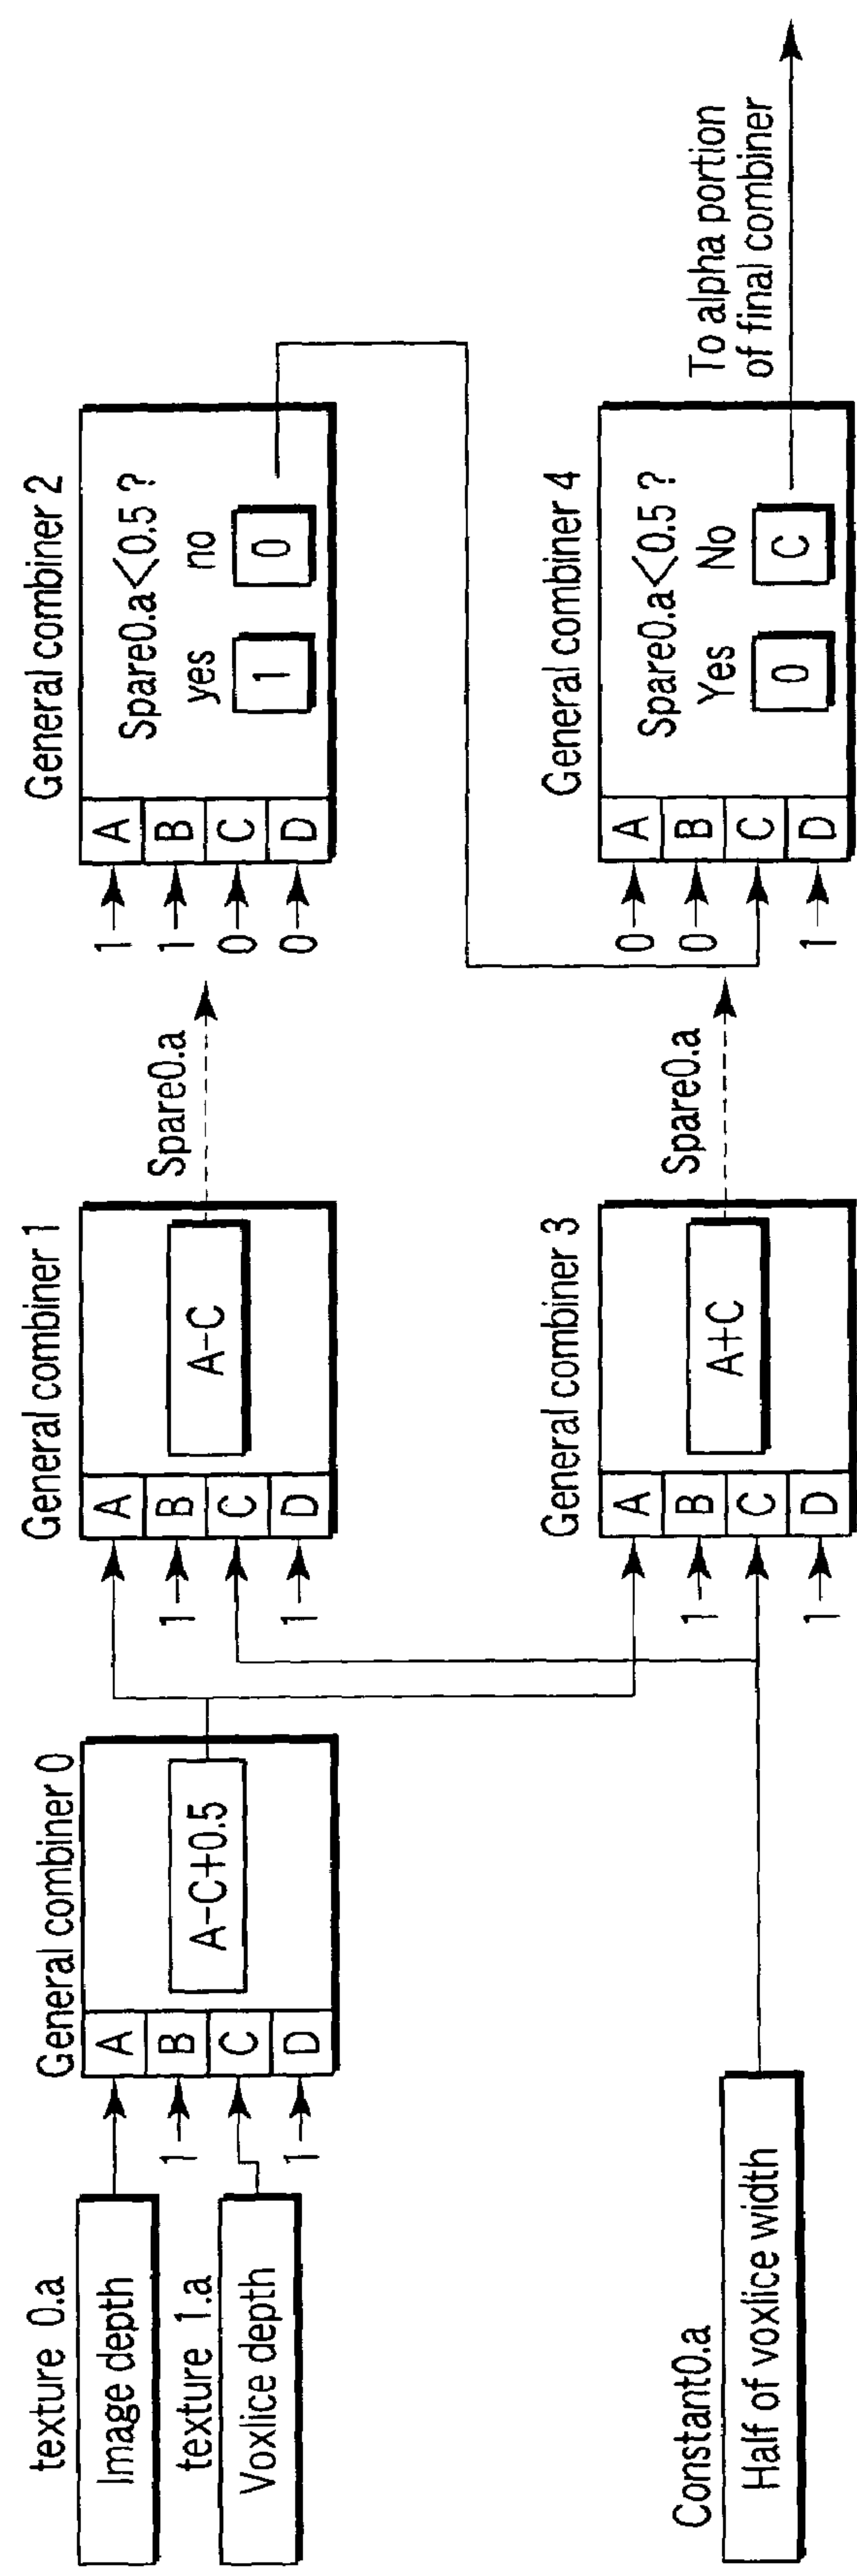 texture 0.a
Image depth
texture 1.a
Voxlice depth
Constant0.a
Half of voxlice width
General combiner 0
1
1
A
B
C
D
A-C+0.5
General combiner 1
1
1
A
B
C
D
A-C
Spare0.a
General combiner 3
1
1
A
B
C
D
A+C
Spare0.a
General combiner 2
1
1
0
0
A
B
C
D
Spare0.a<0.5 ?
yes no
1 0
General combiner 4
0
0
1
A
B
C
D
Spare0.a<0.5 ?
Yes No
0 C
To alpha portion
of final combiner